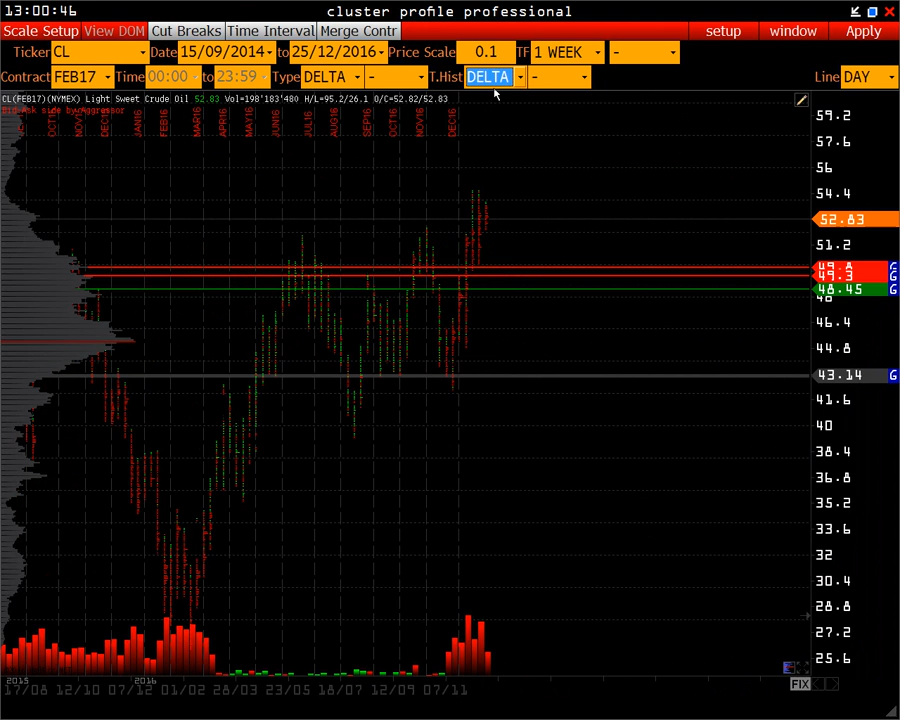 13:00:46 cluster profile professional
Scale Setup View DOM Cut Breaks Time Interval Merge Contr setup window Apply
Ticker CL Date 15/09/2014 to 25/12/2016 Price Scale 0.1 TF 1 WEEK -
Contract FEB17 Time 00:00 to 23:59 Type DELTA - T.Hist DELTA - Line DAY
CL(FEB17)(NYMEX) Light Sweet Crude Oil 52.83 Vol=198'183'480 H/L=95.2/26.1 O/C=52.82/52.83
Bid-Ask size by Aggressor
OCT15 NOV15 DEC15 JAN16 FEB16 MAR16 APR16 MAY16 JUN16 JUL16 AUG16 SEP16 OCT16 NOV16 DEC16
59.2
57.6
56
54.4
52.83
51.2
49.8 G
49.3
48.45 G
48
46.4
44.8
43.14 G
41.6
40
38.4
36.8
35.2
33.6
32
30.4
28.8
27.2
25.6
2015 2016
17/08 12/10 07/12 01/02 28/03 23/05 18/07 12/09 07/11
FIX